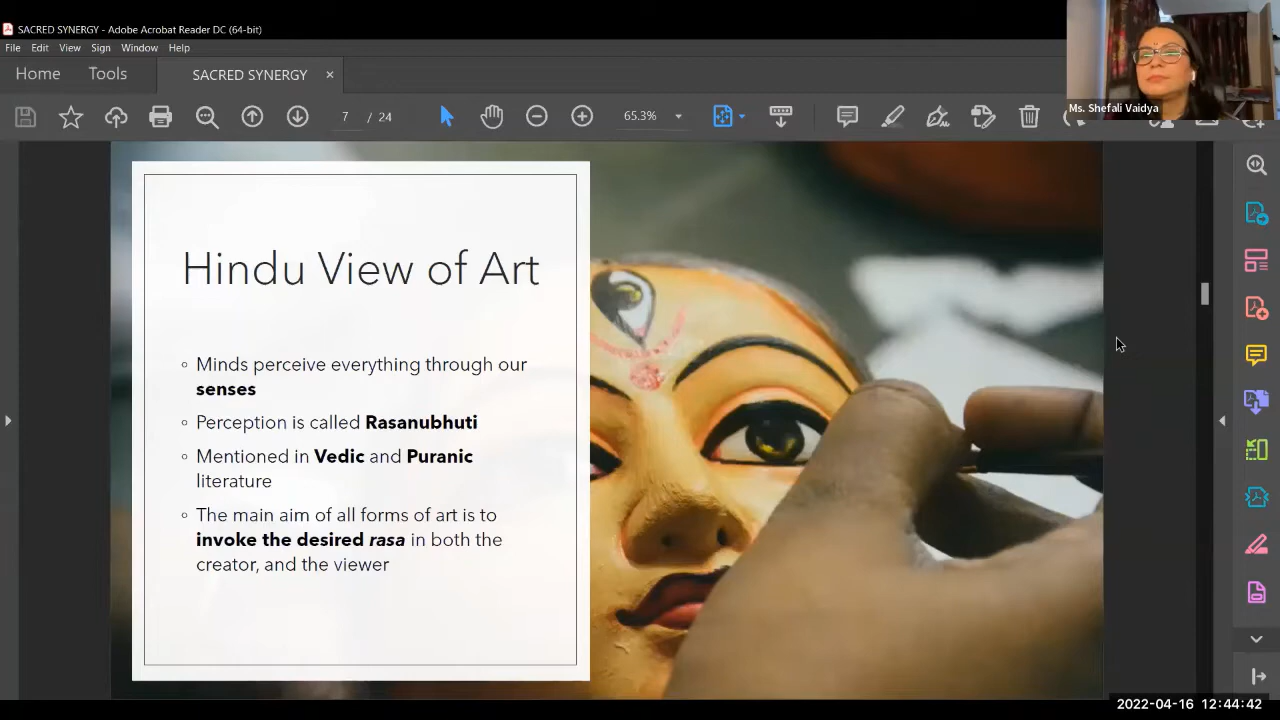 SACRED SYNERGY - Adobe Acrobat Reader DC (64-bit)
File Edit View Sign Window Help
Home Tools SACRED SYNERGY ×
7 / 24 65.3%
Ms. Shefali Vaidya
Hindu View of Art
Minds perceive everything through our
senses
Perception is called Rasanubhuti
Mentioned in Vedic and Puranic
literature
The main aim of all forms of art is to
invoke the desired rasa in both the
creator, and the viewer
2022-04-16 12:44:42